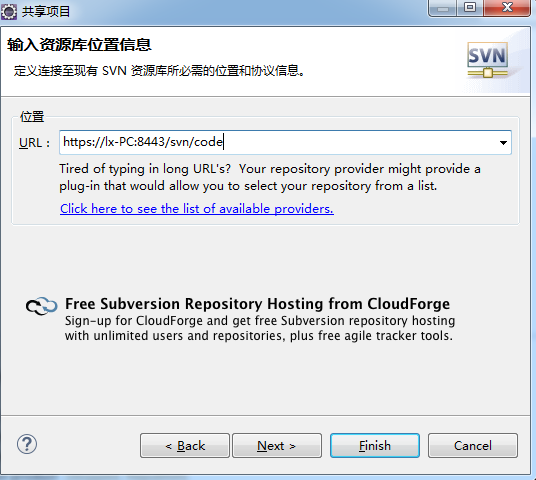 共享项目
输入资源库位置信息
定义连接至现有 SVN 资源库所必需的位置和协议信息。
SVN
位置
URL： https://lx-PC:8443/svn/code
Tired of typing in long URL's?  Your repository provider might provide a
plug-in that would allow you to select your repository from a list.
Click here to see the list of available providers.
Free Subversion Repository Hosting from CloudForge
Sign-up for CloudForge and get free Subversion repository hosting
with unlimited users and repositories, plus free agile tracker tools.
? < Back Next > Finish Cancel